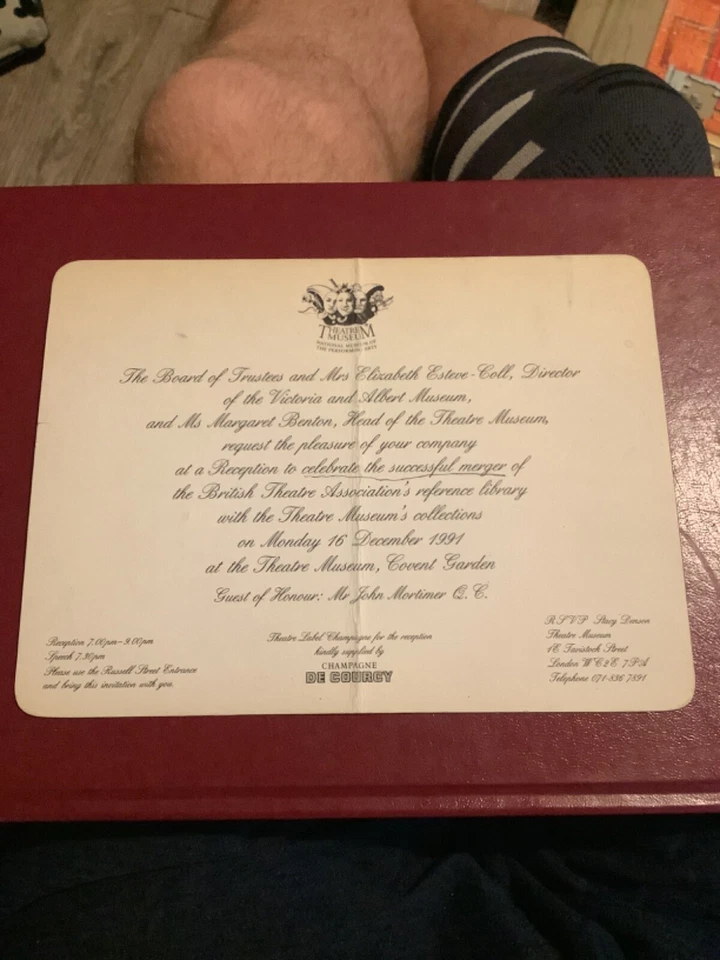 THEATRE MUSEUM
NATIONAL MUSEUM OF
THE PERFORMING ARTS
The Board of Trustees and Mrs Elizabeth Esteve-Coll, Director
of the Victoria and Albert Museum,
and Ms Margaret Benton, Head of the Theatre Museum,
request the pleasure of your company
at a Reception to celebrate the successful merger of
the British Theatre Association's reference library
with the Theatre Museum's collections
on Monday 16 December 1991
at the Theatre Museum, Covent Garden
Guest of Honour: Mr John Mortimer Q.C.
Reception 7.00pm-9.00pm
Speech 7.30pm
Please use the Russell Street Entrance
and bring this invitation with you.
Theatre Label Champagne for the reception
kindly supplied by
CHAMPAGNE
DE COURCY
RSVP Stacy Denson
Theatre Museum
1E Tavistock Street
London WC2E 7PA
Telephone 071-836 7891